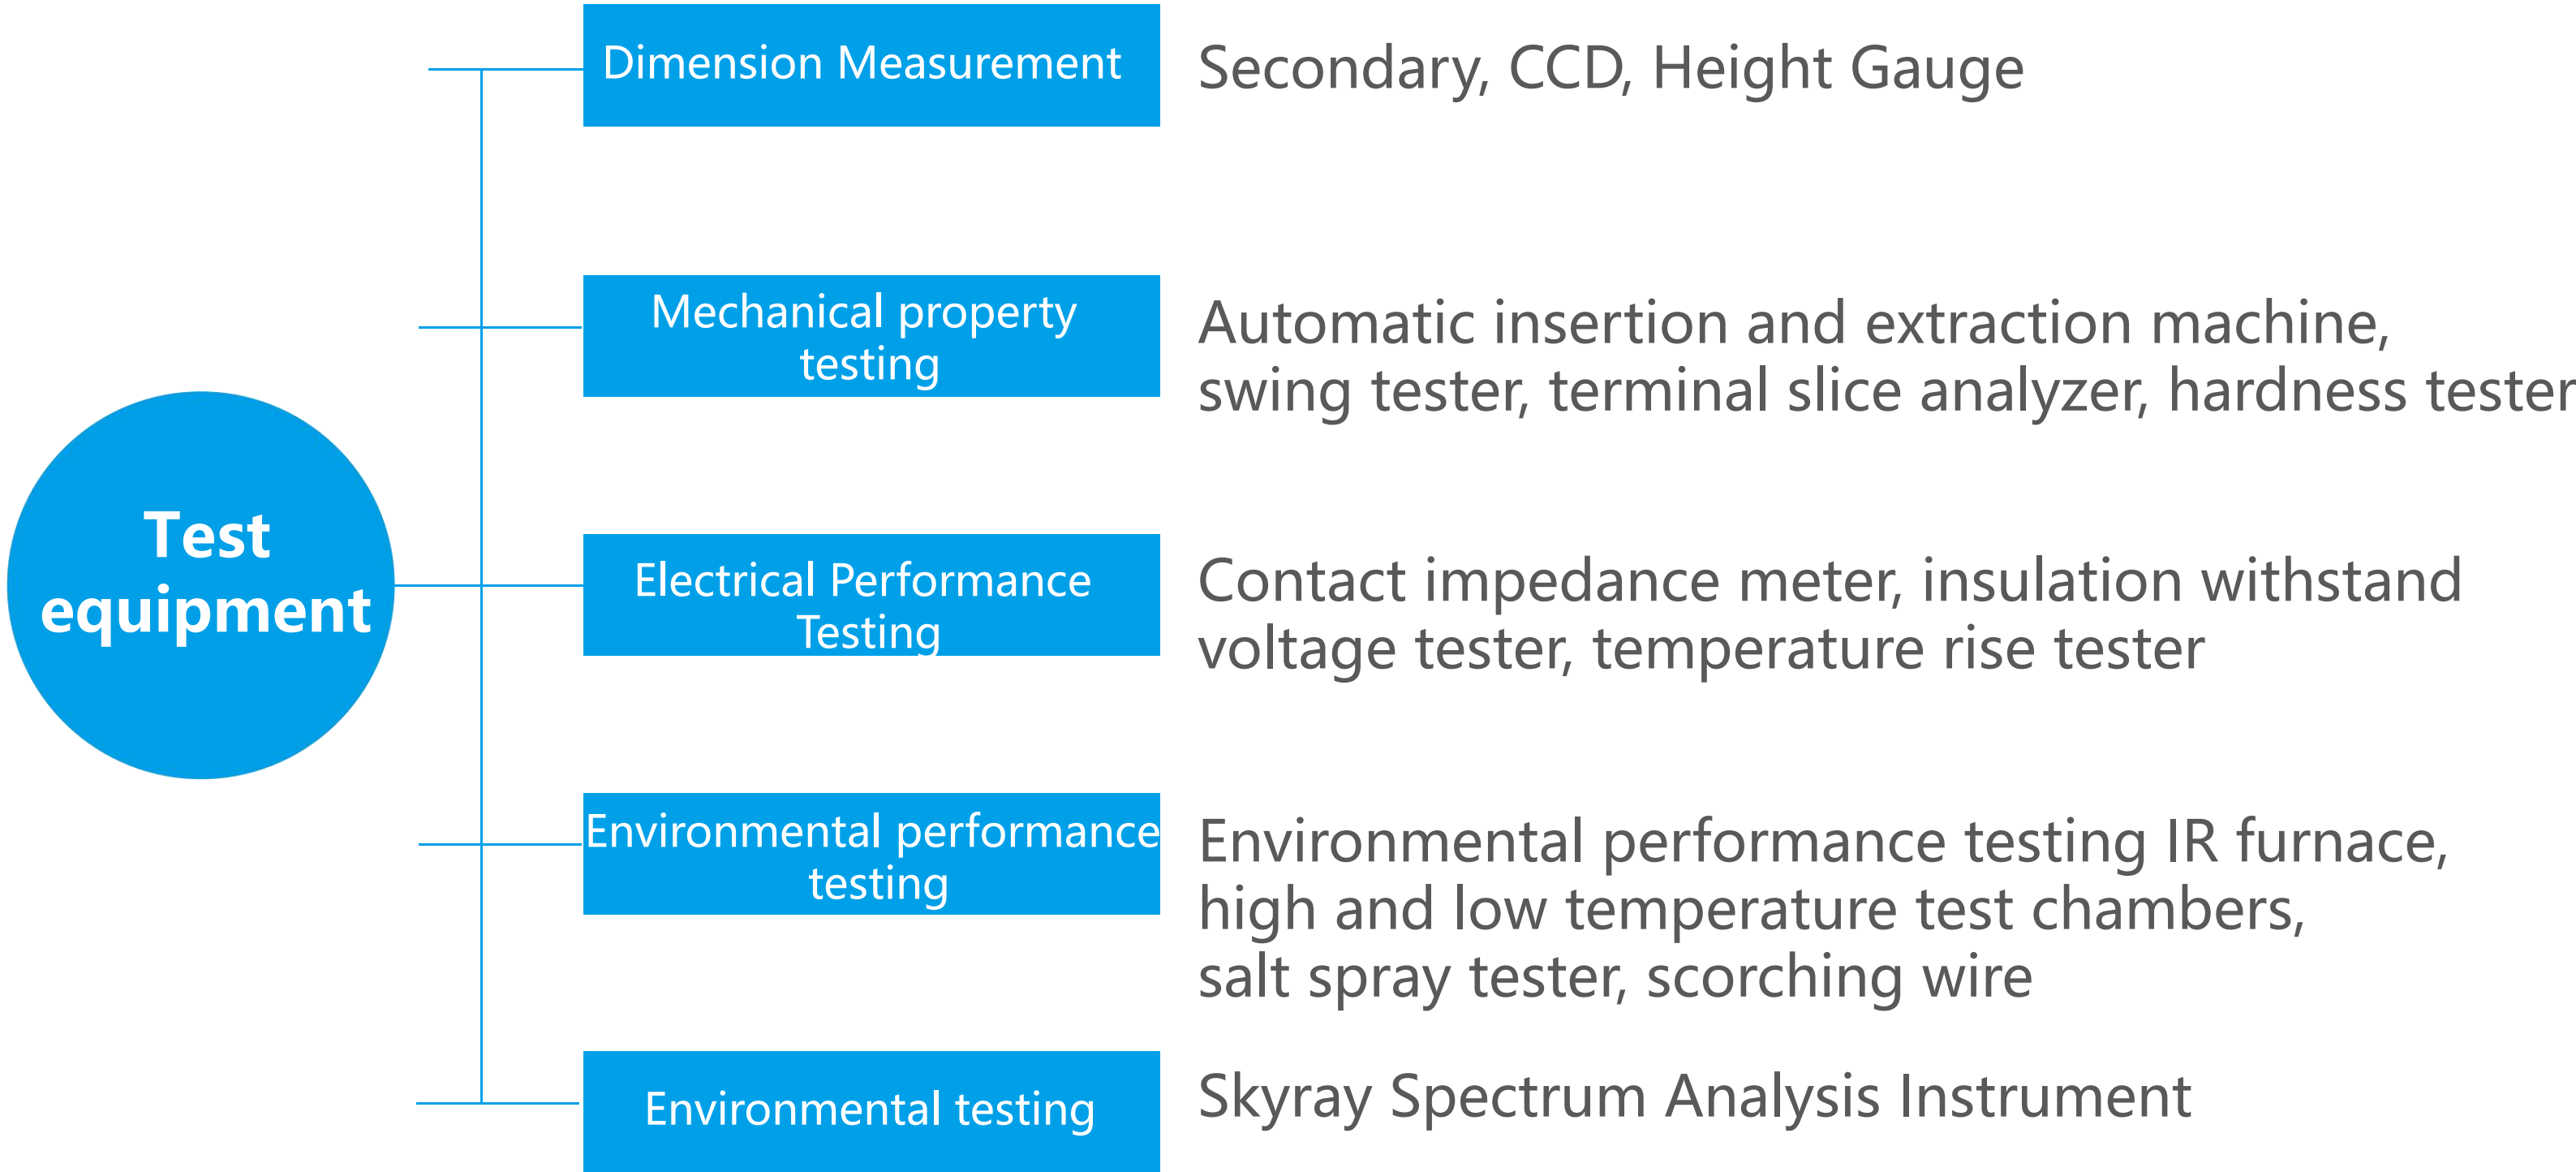 Dimension Measurement
Secondary, CCD, Height Gauge
Mechanical property
testing
Automatic insertion and extraction machine,
swing tester, terminal slice analyzer, hardness tester
Test
equipment
Electrical Performance
Testing
Contact impedance meter, insulation withstand
voltage tester, temperature rise tester
Environmental performance
testing
Environmental performance testing IR furnace,
high and low temperature test chambers,
salt spray tester, scorching wire
Environmental testing
Skyray Spectrum Analysis Instrument